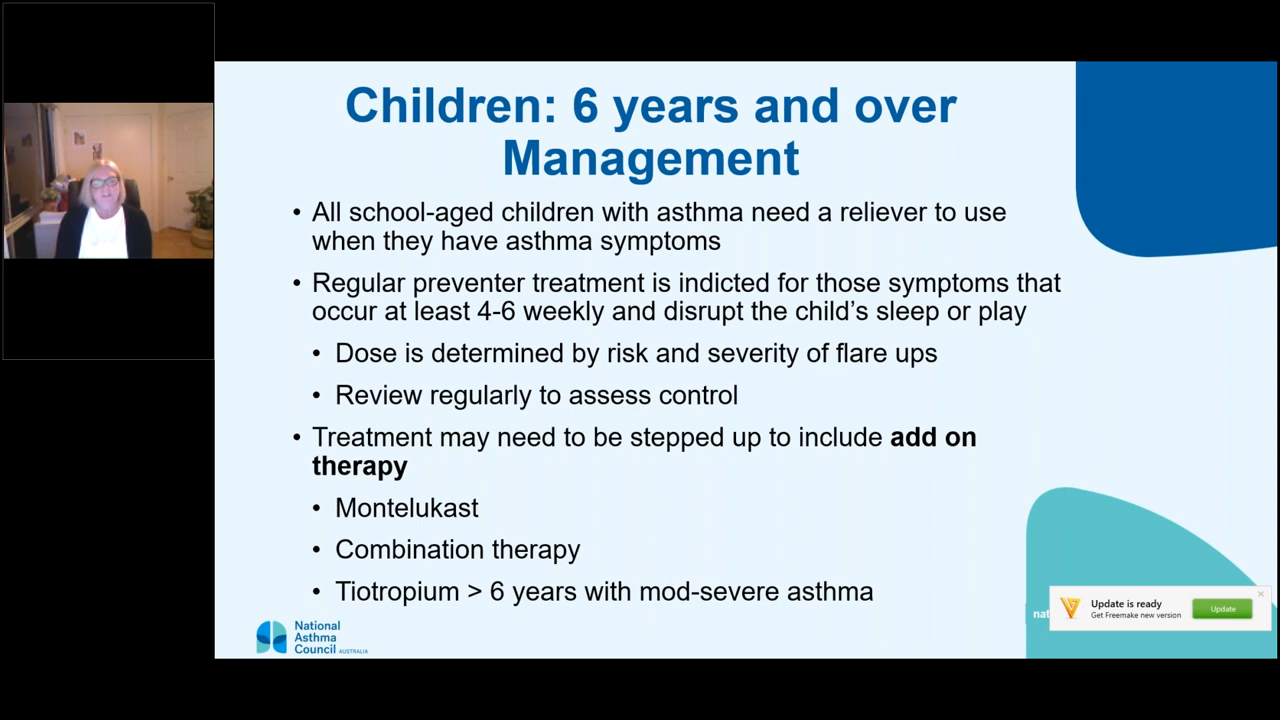 Children: 6 years and over
Management
• All school-aged children with asthma need a reliever to use
when they have asthma symptoms
• Regular preventer treatment is indicted for those symptoms that
occur at least 4-6 weekly and disrupt the child’s sleep or play
• Dose is determined by risk and severity of flare ups
• Review regularly to assess control
• Treatment may need to be stepped up to include add on
therapy
• Montelukast
• Combination therapy
• Tiotropium > 6 years with mod-severe asthma
National
Asthma
Council AUSTRALIA
nat
Update is ready
Get Freemake new version
Update